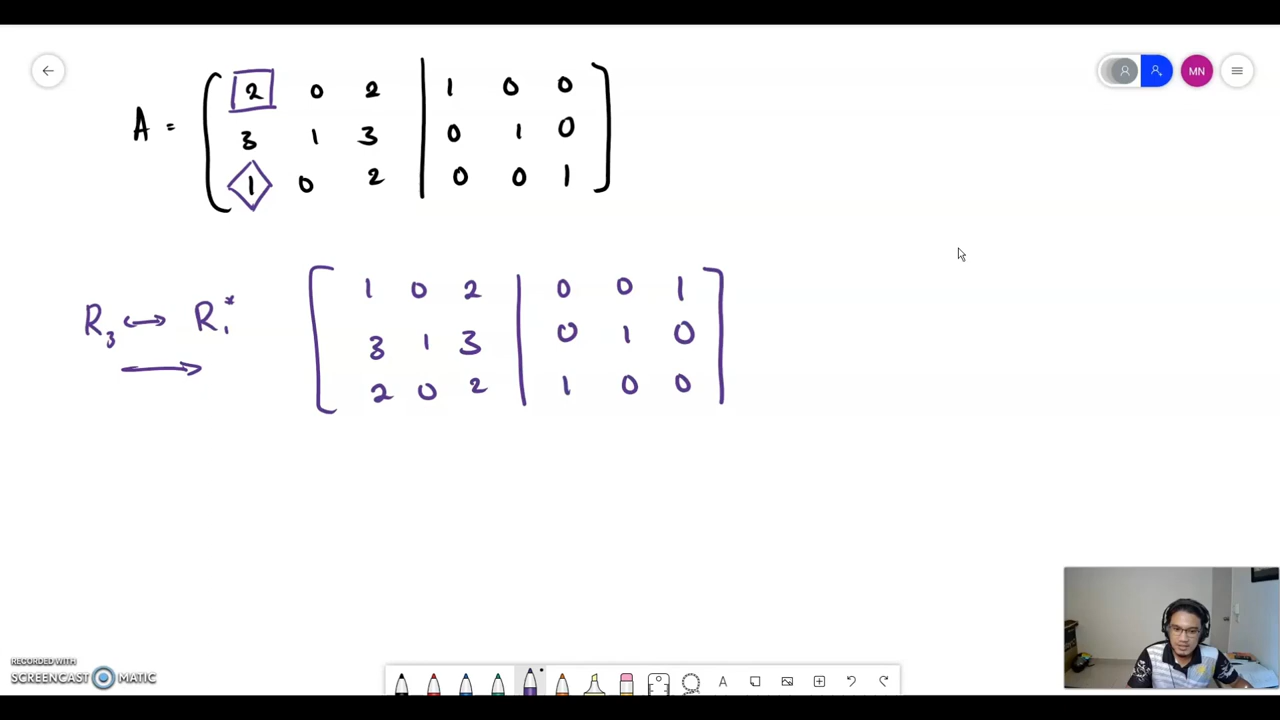 MN
2 0 2 | 1 0 0
A = 3 1 3 | 0 1 0
1 0 2 | 0 0 1
1 0 2 | 0 0 1
R₃ ↔ R₁* 3 1 3 | 0 1 0
2 0 2 | 1 0 0
RECORDED WITH
SCREENCAST MATIC
A